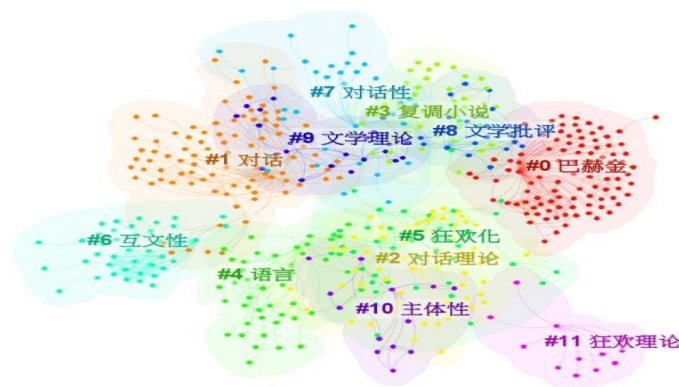 #7 对话性
#3 复调小说
#9 文学理论
#8 文学批评
#1 对话
#0 巴赫金
#6 互文性
#5 狂欢化
#2 对话理论
#4 语言
#10 主体性
#11 狂欢理论